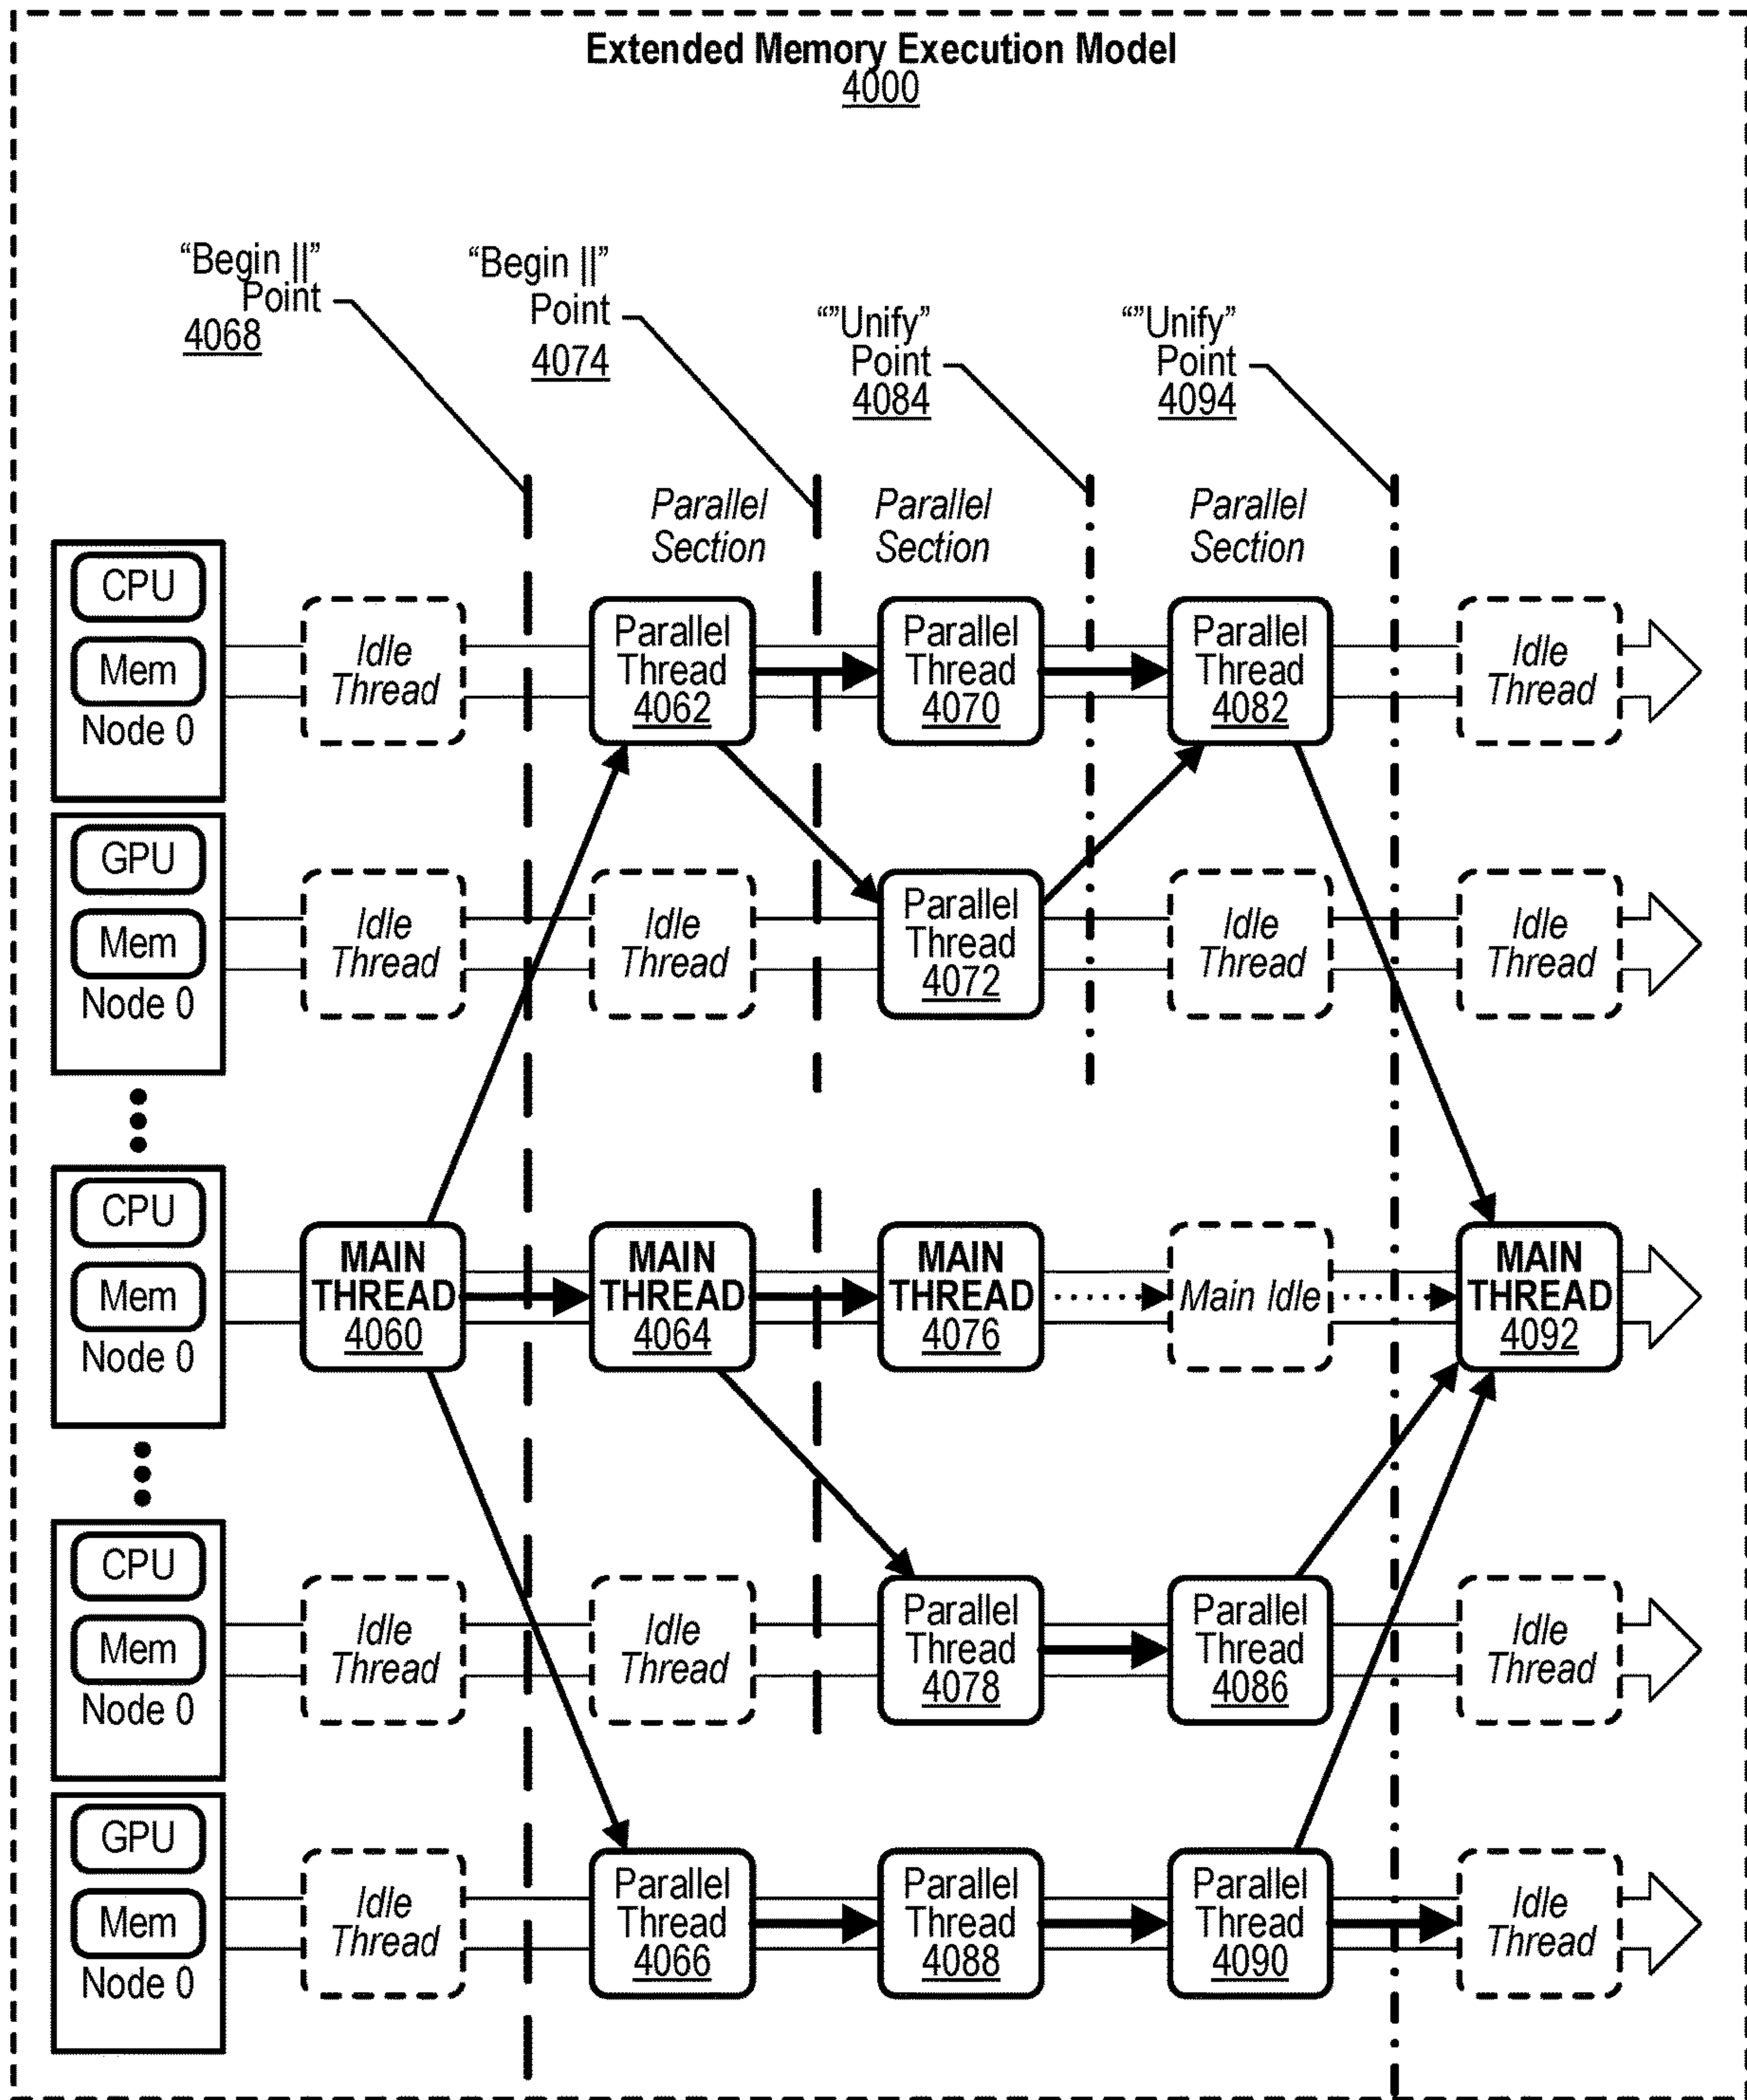 Extended Memory Execution Model
4000
“Begin ||”
Point
4068
“Begin ||”
Point
4074
“”Unify”
Point
4084
“”Unify”
Point
4094
Parallel
Section
Parallel
Section
Parallel
Section
CPU
Mem
Node 0
Idle
Thread
Parallel
Thread
4062
Parallel
Thread
4070
Parallel
Thread
4082
Idle
Thread
GPU
Mem
Node 0
Idle
Thread
Idle
Thread
Parallel
Thread
4072
Idle
Thread
Idle
Thread
CPU
Mem
Node 0
MAIN
THREAD
4060
MAIN
THREAD
4064
MAIN
THREAD
4076
Main Idle
MAIN
THREAD
4092
CPU
Mem
Node 0
Idle
Thread
Idle
Thread
Parallel
Thread
4078
Parallel
Thread
4086
Idle
Thread
GPU
Mem
Node 0
Idle
Thread
Parallel
Thread
4066
Parallel
Thread
4088
Parallel
Thread
4090
Idle
Thread